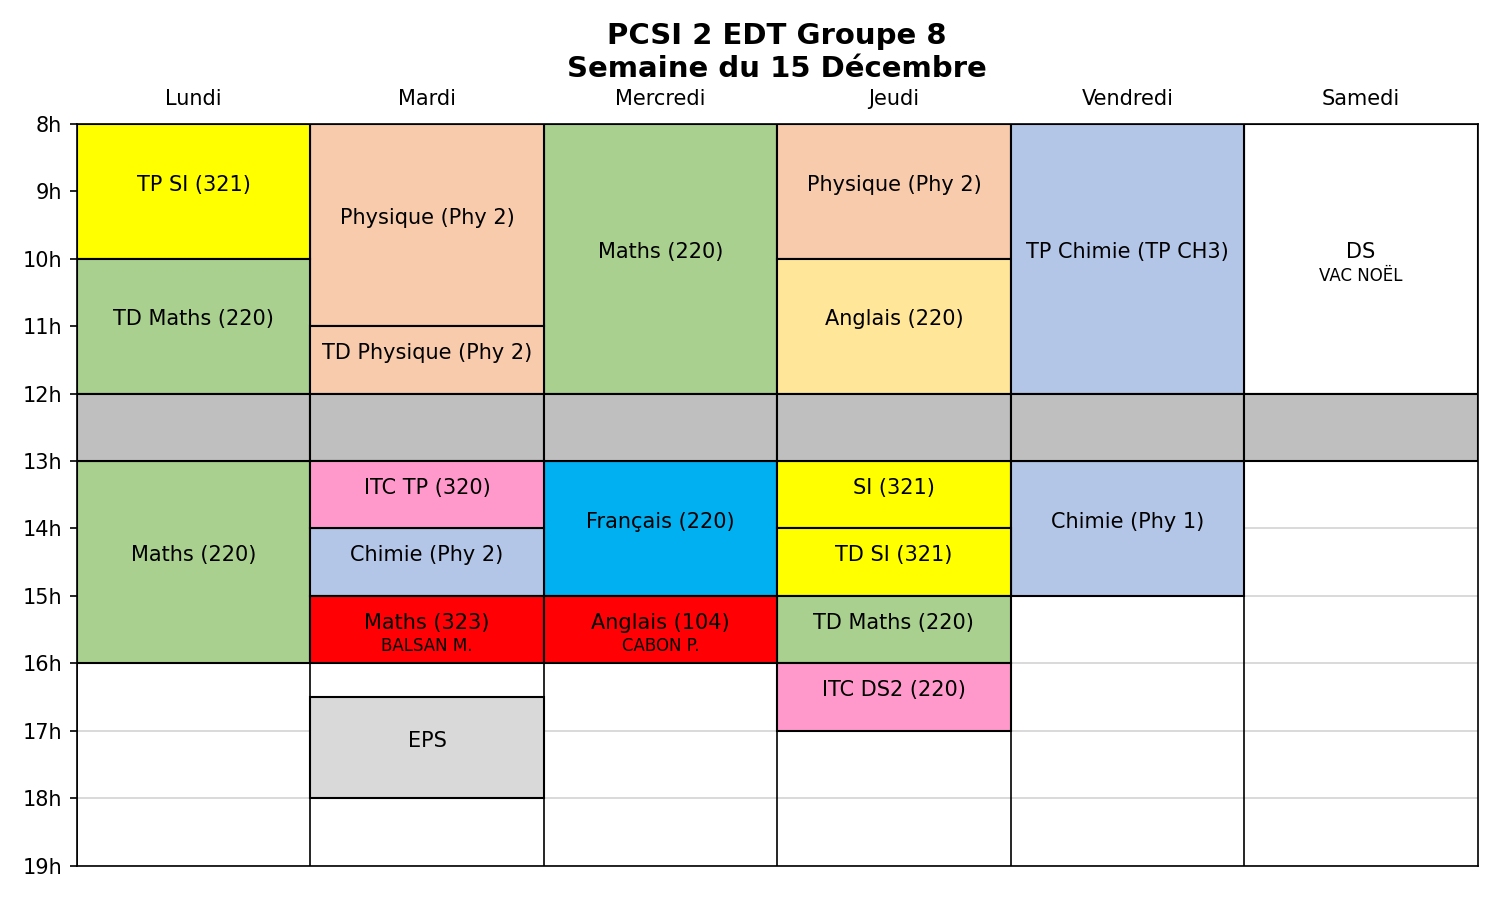 PCSI 2 EDT Groupe 8
Semaine du 15 Décembre
Lundi
Mardi
Mercredi
Jeudi
Vendredi
Samedi
8h
9h
10h
11h
12h
13h
14h
15h
16h
17h
18h
19h
TP SI (321)
TD Maths (220)
Maths (220)
Physique (Phy 2)
TD Physique (Phy 2)
ITC TP (320)
Chimie (Phy 2)
Maths (323)
BALSAN M.
EPS
Maths (220)
Français (220)
Anglais (104)
CABON P.
Physique (Phy 2)
Anglais (220)
SI (321)
TD SI (321)
TD Maths (220)
ITC DS2 (220)
TP Chimie (TP CH3)
Chimie (Phy 1)
DS
VAC NOËL